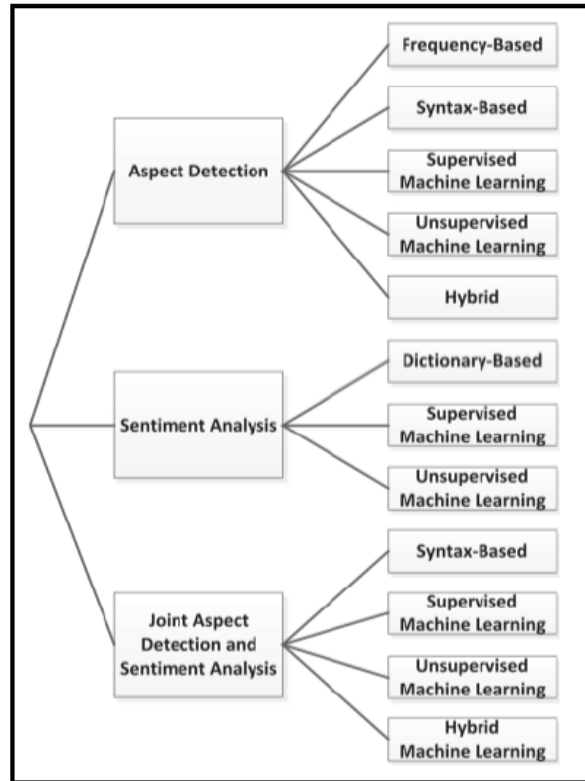 Frequency-Based
Syntax-Based
Aspect Detection
Supervised
Machine Learning
Unsupervised
Machine Learning
Hybrid
Dictionary-Based
Sentiment Analysis
Supervised
Machine Learning
Unsupervised
Machine Learning
Syntax-Based
Joint Aspect
Detection and
Sentiment Analysis
Supervised
Machine Learning
Unsupervised
Machine Learning
Hybrid
Machine Learning